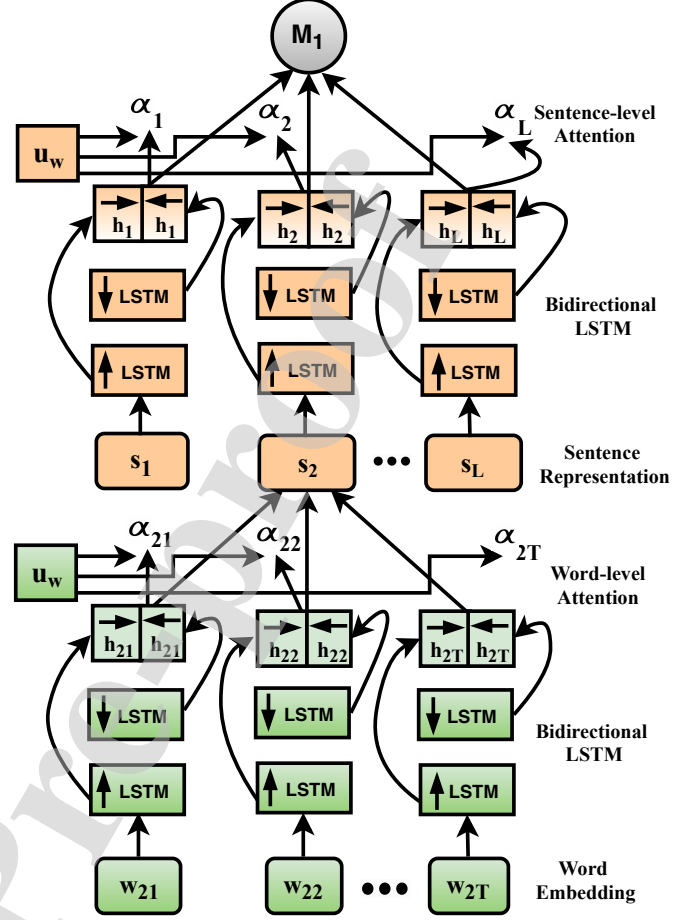 M1
α1 α2 αL Sentence-level
Attention
uw
h1 h1 h2 h2 hL hL
LSTM LSTM LSTM Bidirectional
LSTM
LSTM LSTM LSTM
s1 s2 ••• sL Sentence
Representation
α21 α22 α2T
uw Word-level
Attention
h21 h21 h22 h22 h2T h2T
LSTM LSTM LSTM Bidirectional
LSTM
LSTM LSTM LSTM
w21 w22 ••• w2T Word
Embedding
Pre-proof